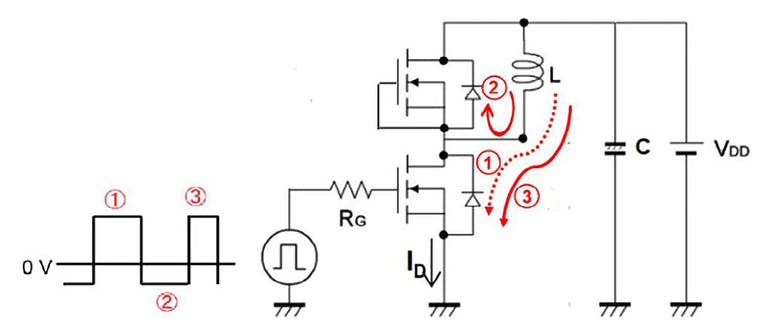 ② L
① C VDD
① ③ ③
RG
0 V ID
②